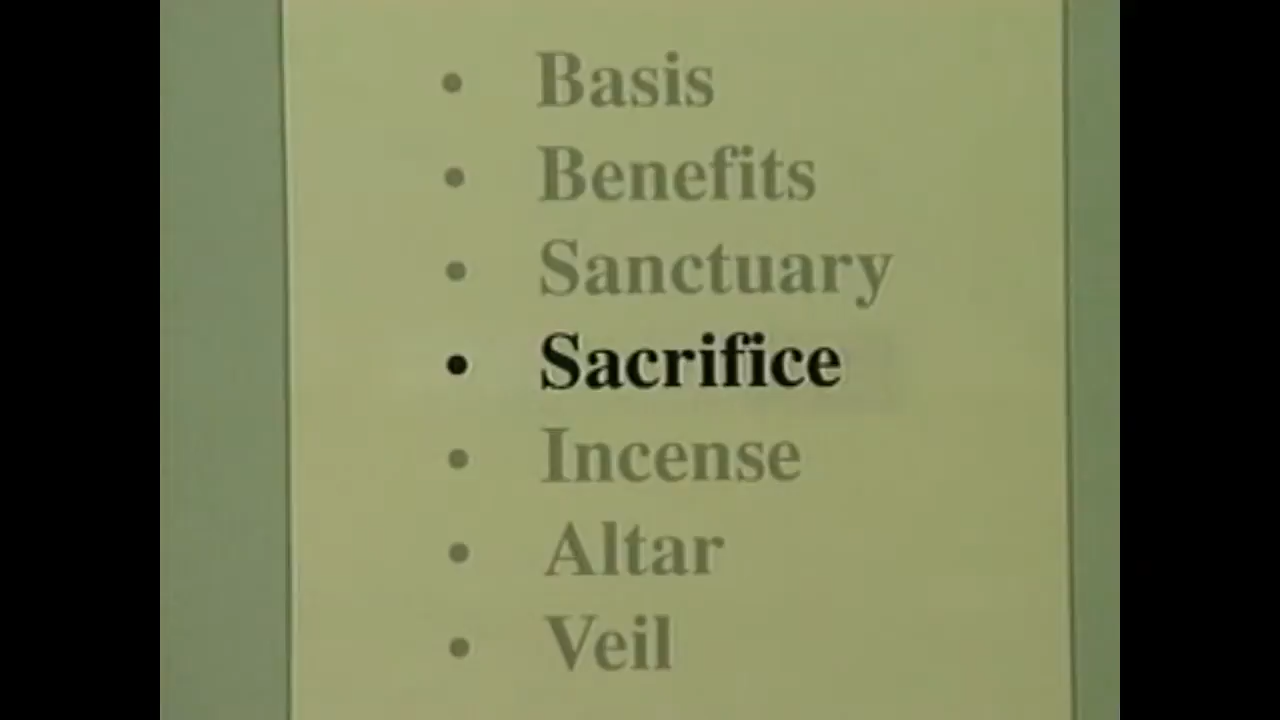 • Basis
• Benefits
• Sanctuary
• Sacrifice
• Incense
• Altar
• Veil